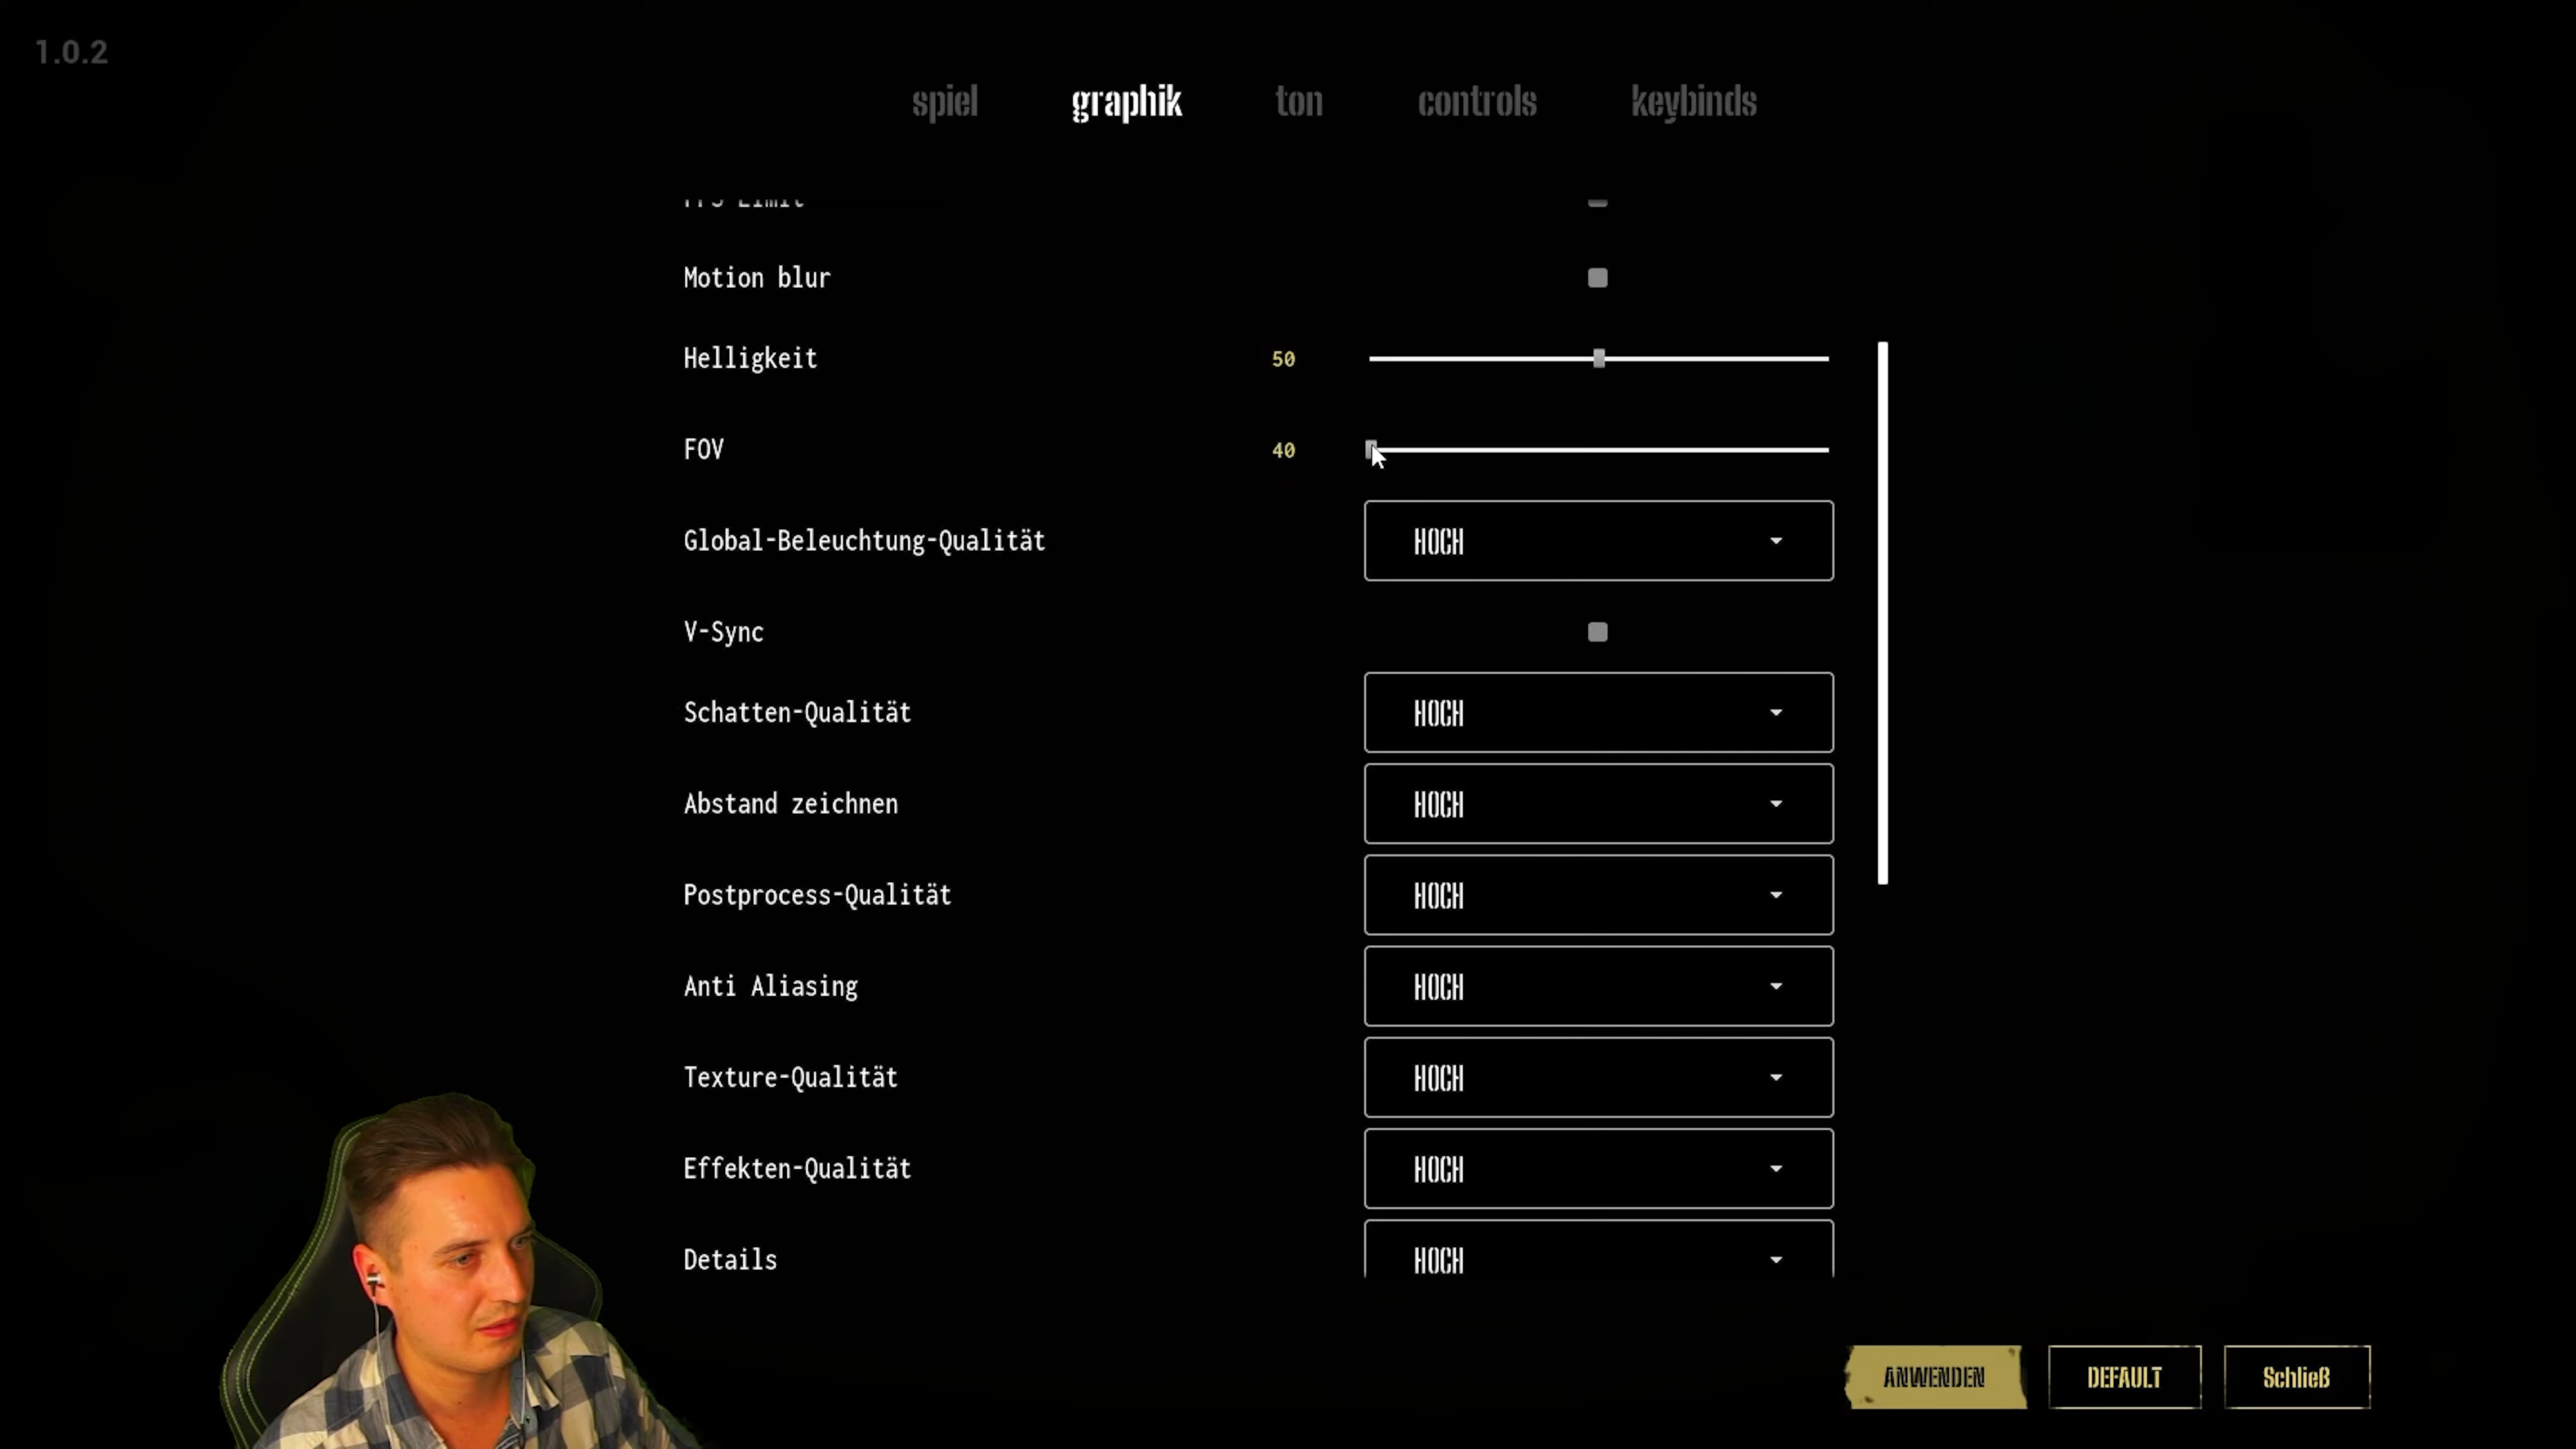 1.0.2
spiel graphik ton controls keybinds
FPS Limit
Motion blur
Helligkeit 50
FOV 40
Global-Beleuchtung-Qualität HOCH
V-Sync
Schatten-Qualität HOCH
Abstand zeichnen HOCH
Postprocess-Qualität HOCH
Anti Aliasing HOCH
Texture-Qualität HOCH
Effekten-Qualität HOCH
Details HOCH
ANWENDEN DEFAULT Schließ